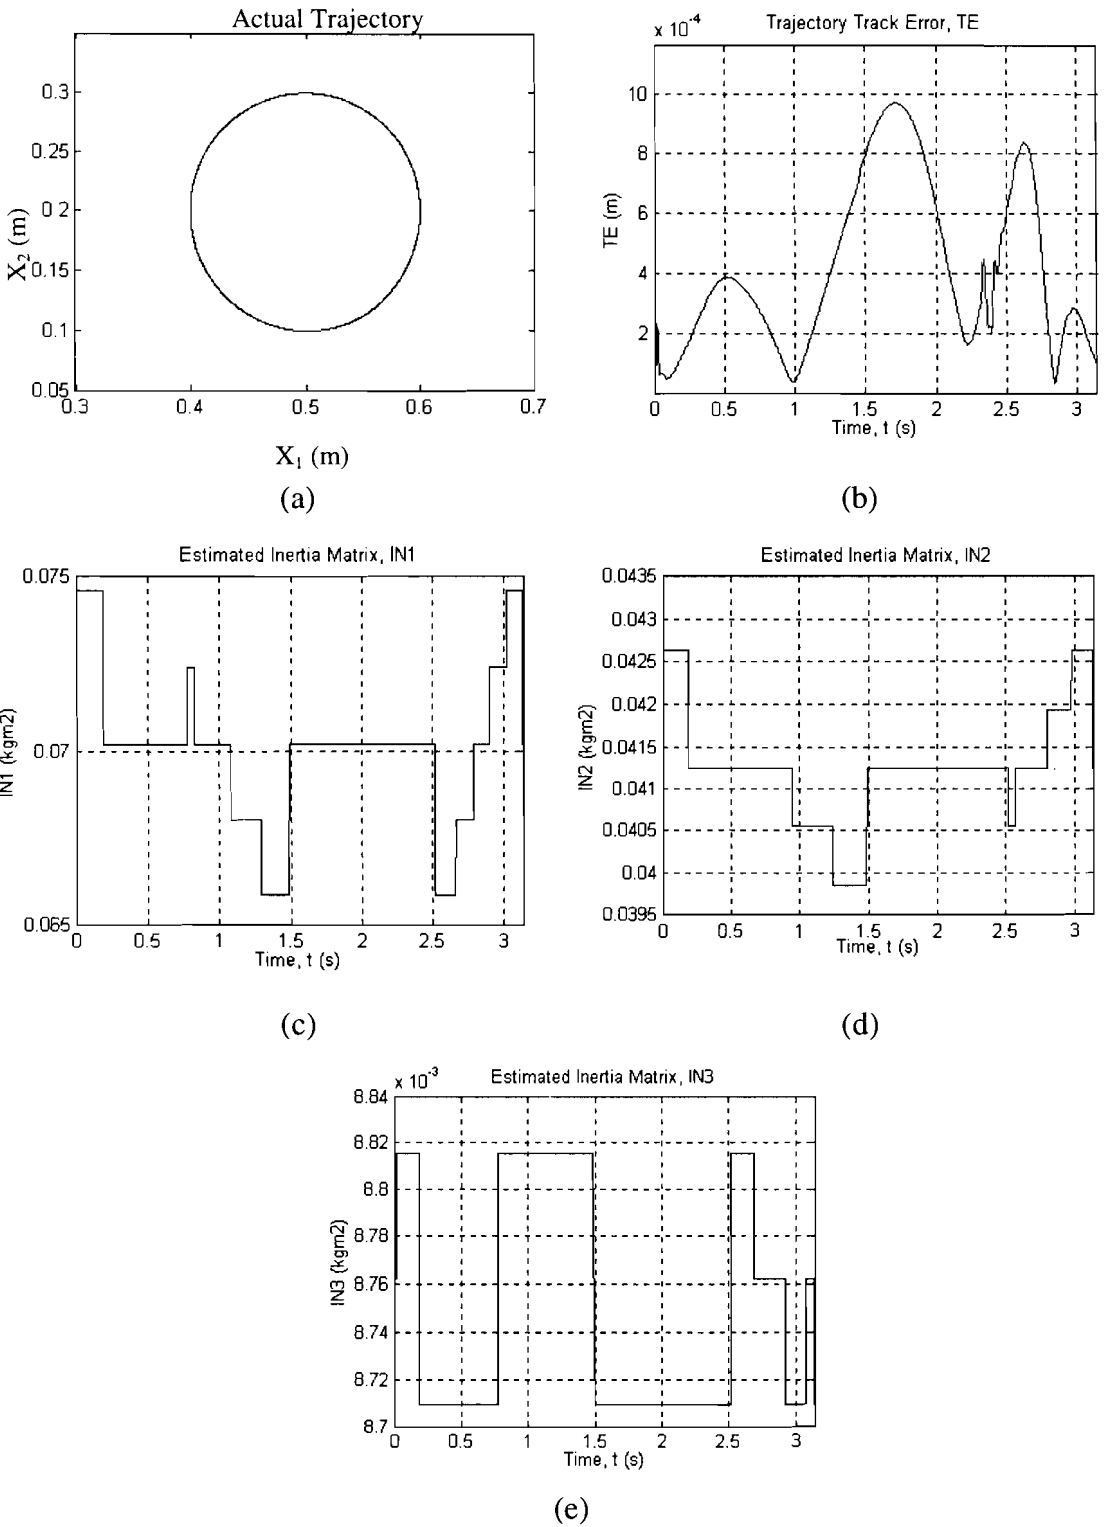 Actual Trajectory
0.3
0.25
0.2
0.15
0.1
0.05
X2 (m)
0.3 0.4 0.5 0.6 0.7
X1 (m)
(a)
x 10-4 Trajectory Track Error, TE
10
8
6
4
2
TE (m)
0 0.5 1 1.5 2 2.5 3
Time, t (s)
(b)
Estimated Inertia Matrix, IN1
0.075
0.07
0.065
IN1 (kgm2)
0 0.5 1 1.5 2 2.5 3
Time, t (s)
(c)
Estimated Inertia Matrix, IN2
0.0435
0.043
0.0425
0.042
0.0415
0.041
0.0405
0.04
0.0395
IN2 (kgm2)
0 0.5 1 1.5 2 2.5 3
Time, t (s)
(d)
x 10-3 Estimated Inertia Matrix, IN3
8.84
8.82
8.8
8.78
8.76
8.74
8.72
8.7
IN3 (kgm2)
0 0.5 1 1.5 2 2.5 3
Time, t (s)
(e)